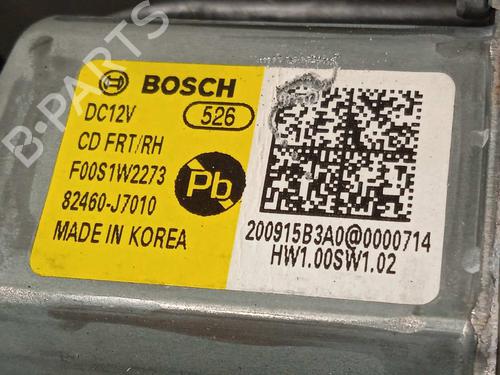 B-PARTS
BOSCH
DC12V 526
CD FRT/RH
F00S1W2273
Pb
82460-J7010
MADE IN KOREA
200915B3A0@0000714
HW1.00SW1.02